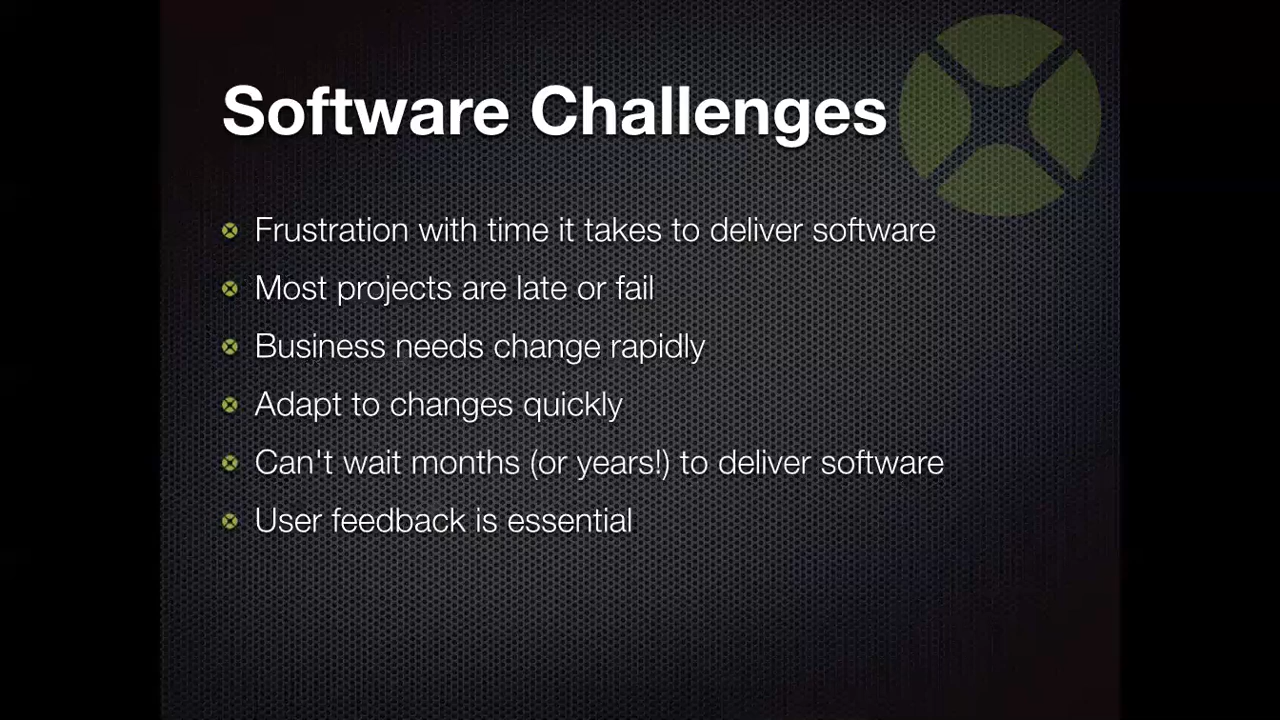 Software Challenges
Frustration with time it takes to deliver software
Most projects are late or fail
Business needs change rapidly
Adapt to changes quickly
Can't wait months (or years!) to deliver software
User feedback is essential